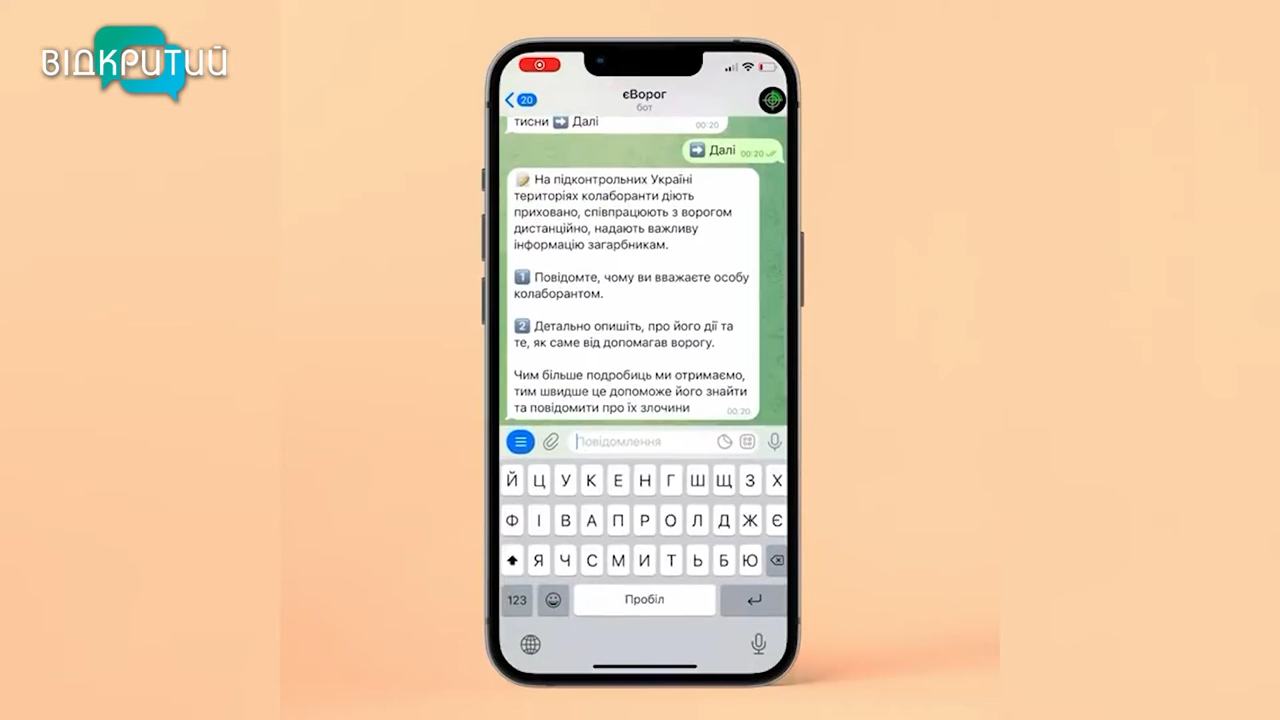 ВІДКРИТИЙ
20
єВорог
бот
тисни ➡️ Далі
00:20
➡️ Далі 00:20
📝 На підконтрольних Україні
територіях колаборанти діють
приховано, співпрацюють з ворогом
дистанційно, надають важливу
інформацію загарбникам.
1️⃣ Повідомте, чому ви вважаєте особу
колаборантом.
2️⃣ Детально опишіть, про його дії та
те, як саме від допомагав ворогу.
Чим більше подробиць ми отримаємо,
тим швидше це допоможе його знайти
та повідомити про їх злочини
00:20
Повідомлення
Й Ц У К Е Н Г Ш Щ З Х
Ф І В А П Р О Л Д Ж Є
Я Ч С М И Т Ь Б Ю
123
Пробіл